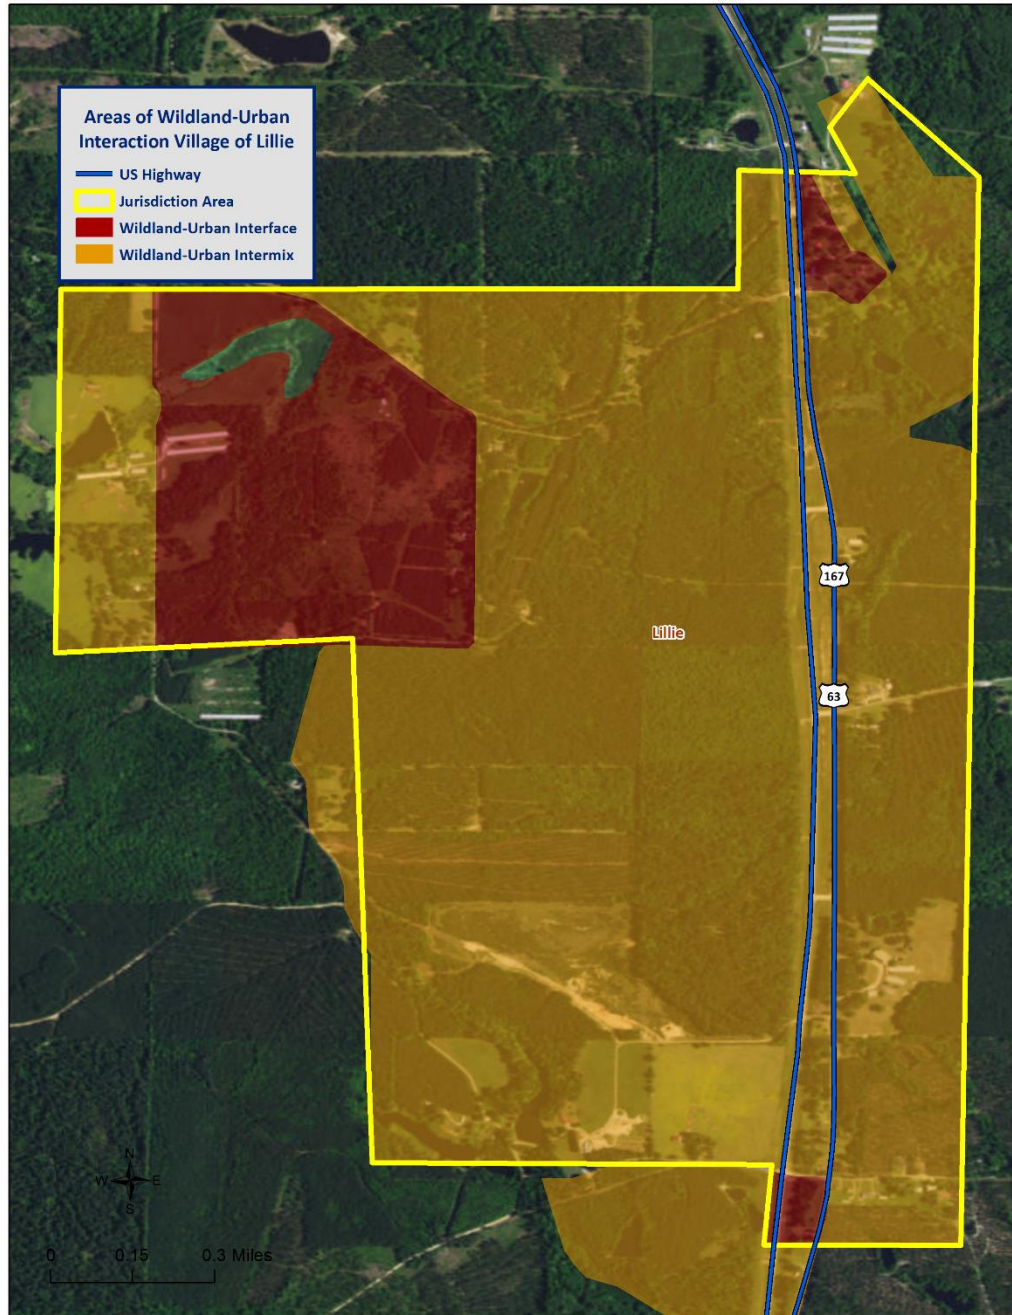 Areas of Wildland-Urban
Interaction Village of Lillie
US Highway
Jurisdiction Area
Wildland-Urban Interface
Wildland-Urban Intermix
167
Lillie
63
N
W E
S
0 0.15 0.3 Miles